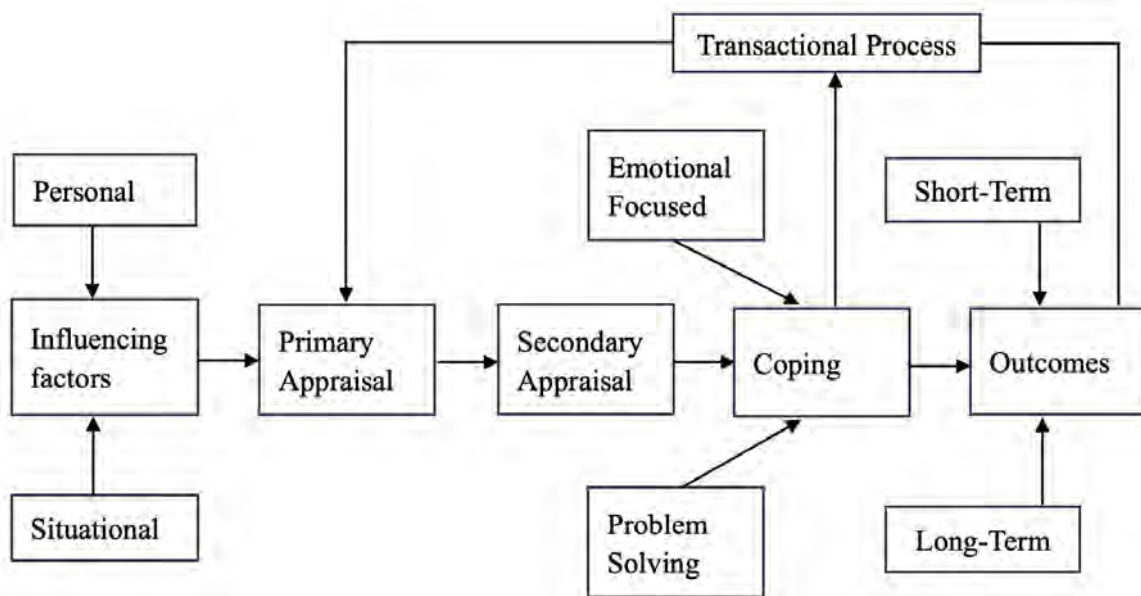 Transactional Process
Personal
Emotional
Focused
Short-Term
Influencing
factors
Primary
Appraisal
Secondary
Appraisal
Coping
Outcomes
Situational
Problem
Solving
Long-Term